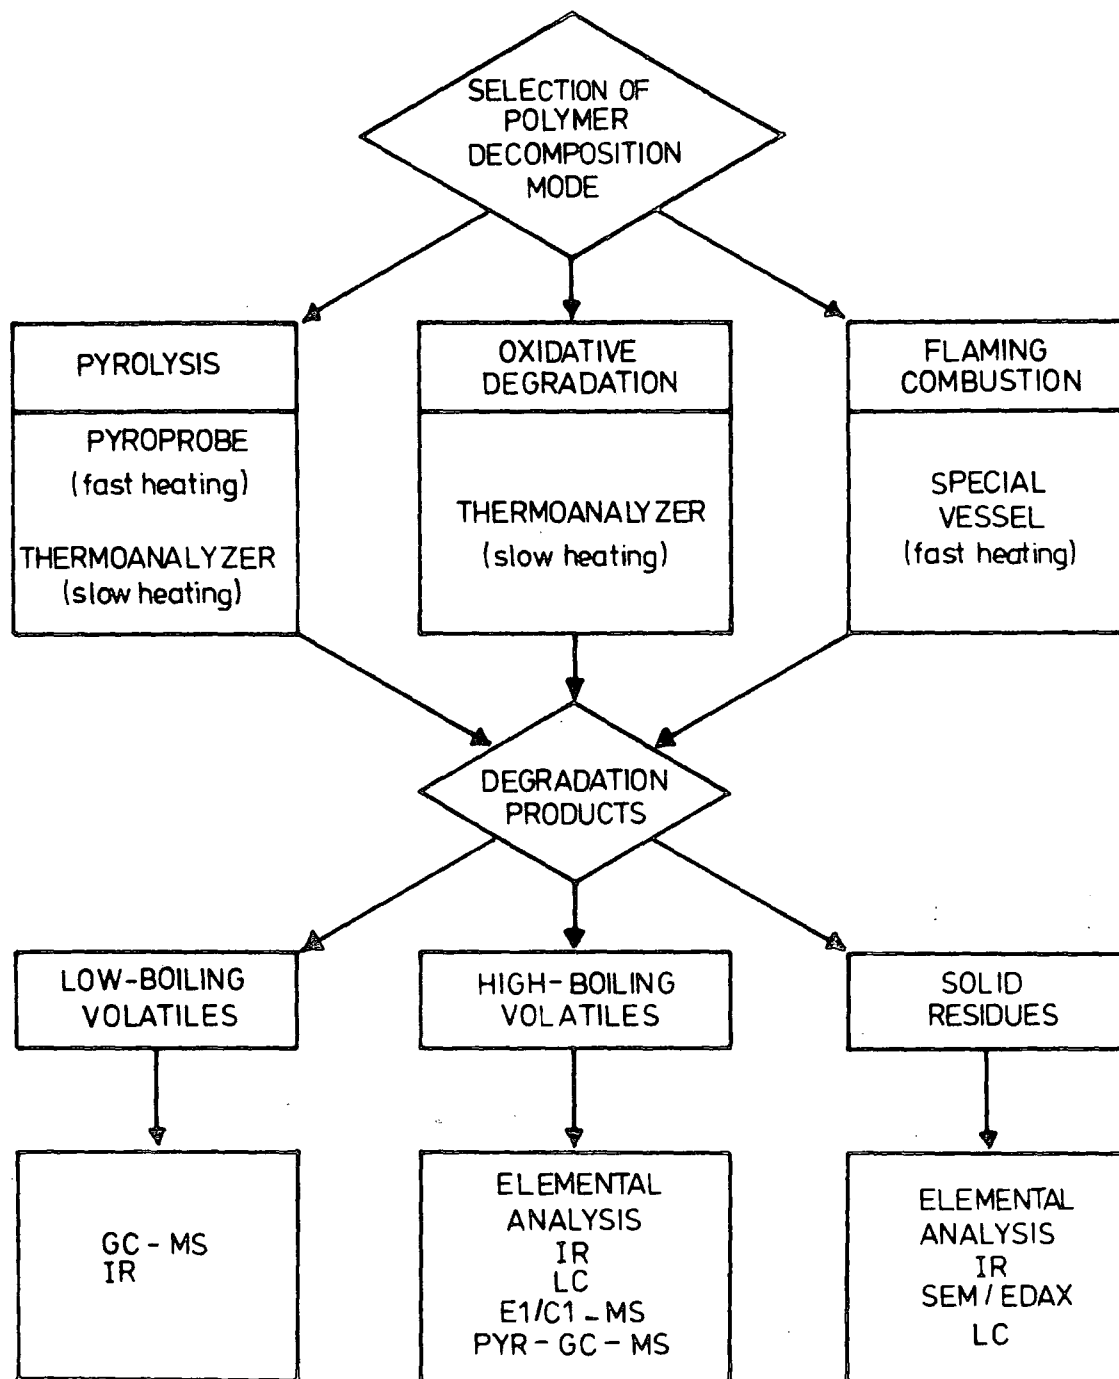 SELECTION OF
POLYMER
DECOMPOSITION
MODE
PYROLYSIS
PYROPROBE
(fast heating)
THERMOANALYZER
(slow heating)
OXIDATIVE
DEGRADATION
THERMOANALYZER
(slow heating)
FLAMING
COMBUSTION
SPECIAL
VESSEL
(fast heating)
DEGRADATION
PRODUCTS
LOW-BOILING
VOLATILES
HIGH-BOILING
VOLATILES
SOLID
RESIDUES
GC-MS
IR
ELEMENTAL
ANALYSIS
IR
LC
E1/C1-MS
PYR-GC-MS
ELEMENTAL
ANALYSIS
IR
SEM/EDAX
LC